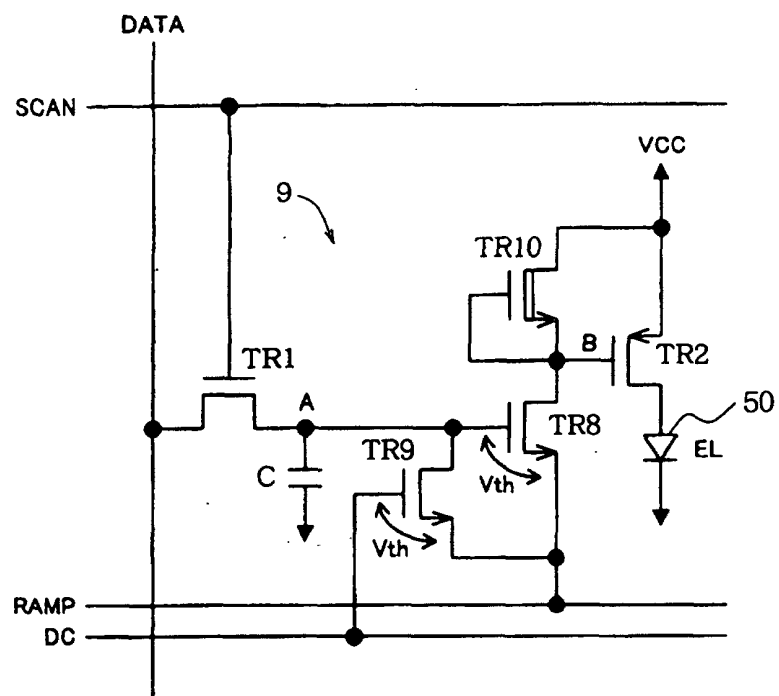 DATA
SCAN
VCC
9
TR10
B
TR2
TR1
A
50
TR8
EL
TR9
C
Vth
Vth
RAMP
DC